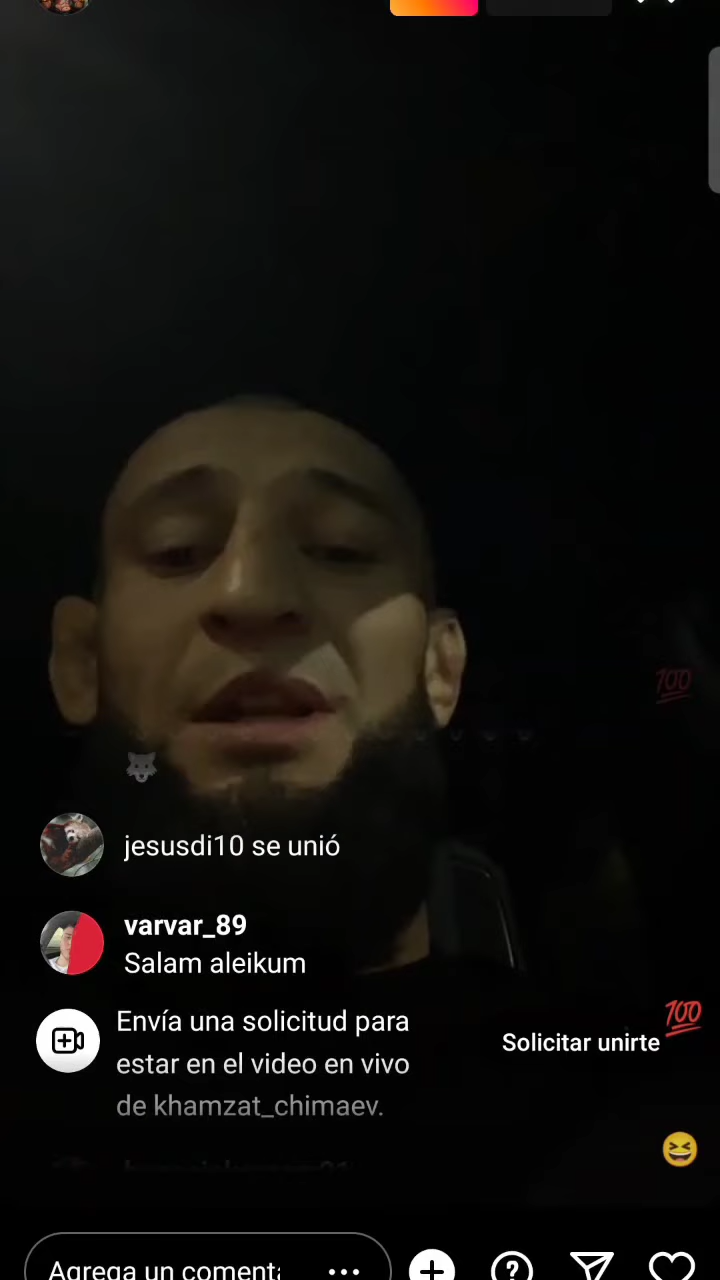 jesusdi10 se unió
varvar_89
Salam aleikum
Envía una solicitud para
estar en el video en vivo
de khamzat_chimaev.
Solicitar unirte
Agrega un comenta